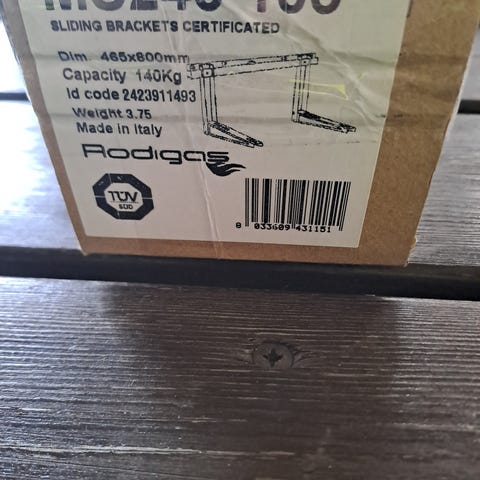 SLIDING BRACKETS CERTIFICATED
Dim. 465x800mm
Capacity 140Kg
Id code 2423911493
Weight 3.75
Made in Italy
Rodigas
TÜV
SÜD
8 033609 431151